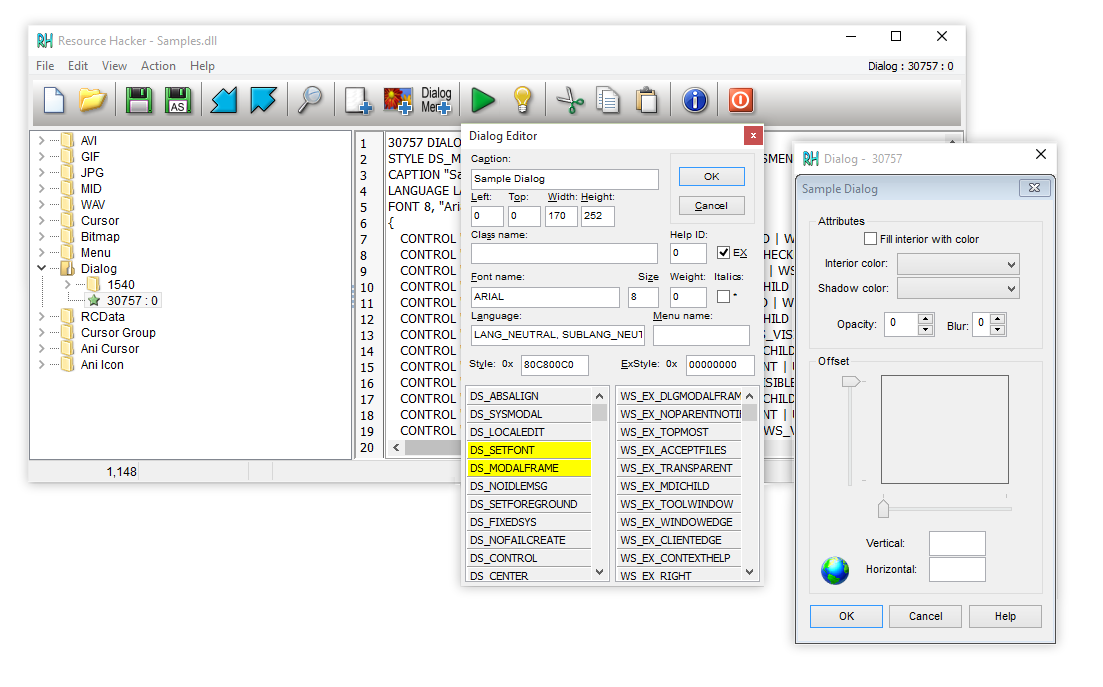 RH Resource Hacker - Samples.dll
File Edit View Action Help
Dialog : 30757 : 0
AS
Dialog
Men
AVI
GIF
JPG
MID
WAV
Cursor
Bitmap
Menu
Dialog
1540
30757 : 0
RCData
Cursor Group
Ani Cursor
Ani Icon
1,148
1 30757 DIALO
2 STYLE DS_M
3 CAPTION "Sa
4 LANGUAGE LA
5 FONT 8, "Aria
6 {
7 CONTROL "
8 CONTROL "
9 CONTROL "
10 CONTROL "
11 CONTROL "
12 CONTROL "
13 CONTROL "
14 CONTROL "
15 CONTROL "
16 CONTROL "
17 CONTROL "
18 CONTROL "
19 CONTROL "
20
SMEN
D | W
HECK
| WS
HILD
T | W
HILD
S_VIS
CHILD
NT | U
ISIBLE
CHILD
NT | U
WS_V
Dialog Editor x
Caption:
Sample Dialog
OK
Cancel
Left: Top: Width: Height:
0 0 170 252
Class name: Help ID:
0 EX
Font name: Size Weight: Italics:
ARIAL 8 0 *
Language: Menu name:
LANG_NEUTRAL, SUBLANG_NEUT
Style: 0x 80C800C0 ExStyle: 0x 00000000
DS_ABSALIGN
DS_SYSMODAL
DS_LOCALEDIT
DS_SETFONT
DS_MODALFRAME
DS_NOIDLEMSG
DS_SETFOREGROUND
DS_FIXEDSYS
DS_NOFAILCREATE
DS_CONTROL
DS_CENTER
WS_EX_DLGMODALFRAM
WS_EX_NOPARENTNOTI
WS_EX_TOPMOST
WS_EX_ACCEPTFILES
WS_EX_TRANSPARENT
WS_EX_MDICHILD
WS_EX_TOOLWINDOW
WS_EX_WINDOWEDGE
WS_EX_CLIENTEDGE
WS_EX_CONTEXTHELP
WS_EX_RIGHT
RH Dialog - 30757
Sample Dialog
Attributes
Fill interior with color
Interior color:
Shadow color:
Opacity: 0 Blur: 0
Offset
Vertical:
Horizontal:
OK Cancel Help